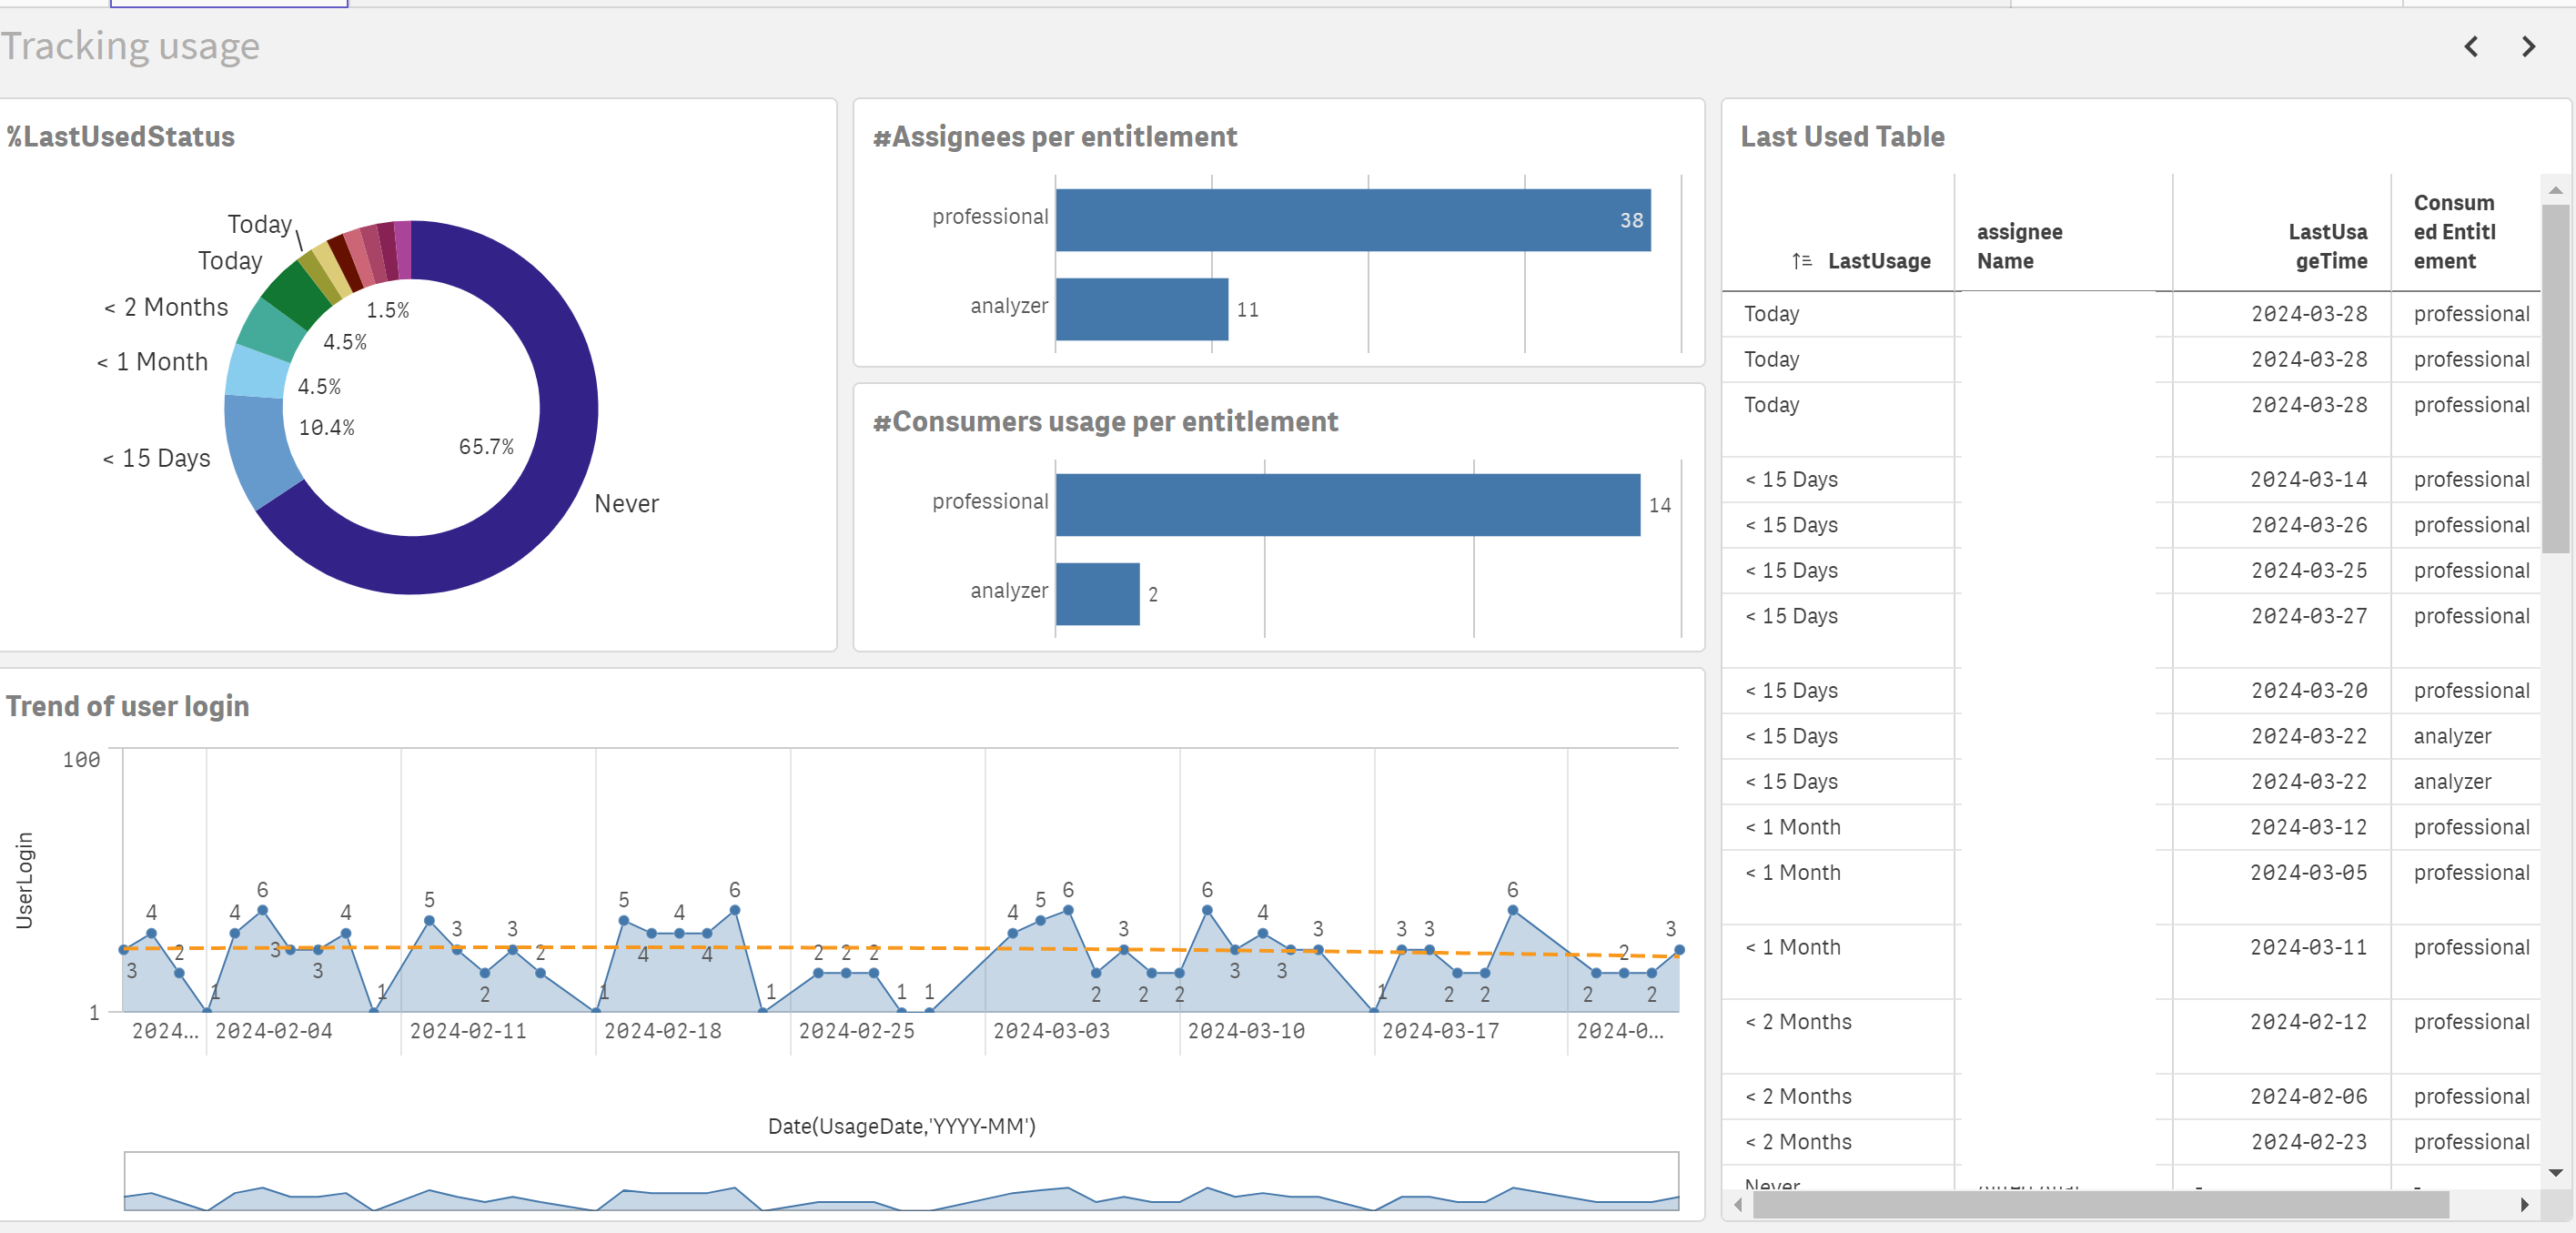 Tracking usage
%LastUsedStatus
Today
Today
< 2 Months
< 1 Month
< 15 Days
Never
1.5%
4.5%
4.5%
10.4%
65.7%
#Assignees per entitlement
professional
38
analyzer
11
#Consumers usage per entitlement
professional
14
analyzer
2
Trend of user login
UserLogin
100
1
3
4
2
1
4
6
3
3
4
1
5
3
2
3
2
1
5
4
4
4
6
1
2
2
2
1
1
4
5
6
2
3
2
2
6
3
4
3
3
1
3
3
2
2
6
2
2
2
3
2024...
2024-02-04
2024-02-11
2024-02-18
2024-02-25
2024-03-03
2024-03-10
2024-03-17
2024-0...
Date(UsageDate,'YYYY-MM')
Last Used Table
LastUsage
assignee
Name
LastUsa
geTime
Consum
ed Entitl
ement
Today 2024-03-28 professional
Today 2024-03-28 professional
Today 2024-03-28 professional
< 15 Days 2024-03-14 professional
< 15 Days 2024-03-26 professional
< 15 Days 2024-03-25 professional
< 15 Days 2024-03-27 professional
< 15 Days 2024-03-20 professional
< 15 Days 2024-03-22 analyzer
< 15 Days 2024-03-22 analyzer
< 1 Month 2024-03-12 professional
< 1 Month 2024-03-05 professional
< 1 Month 2024-03-11 professional
< 2 Months 2024-02-12 professional
< 2 Months 2024-02-06 professional
< 2 Months 2024-02-23 professional
Never - -